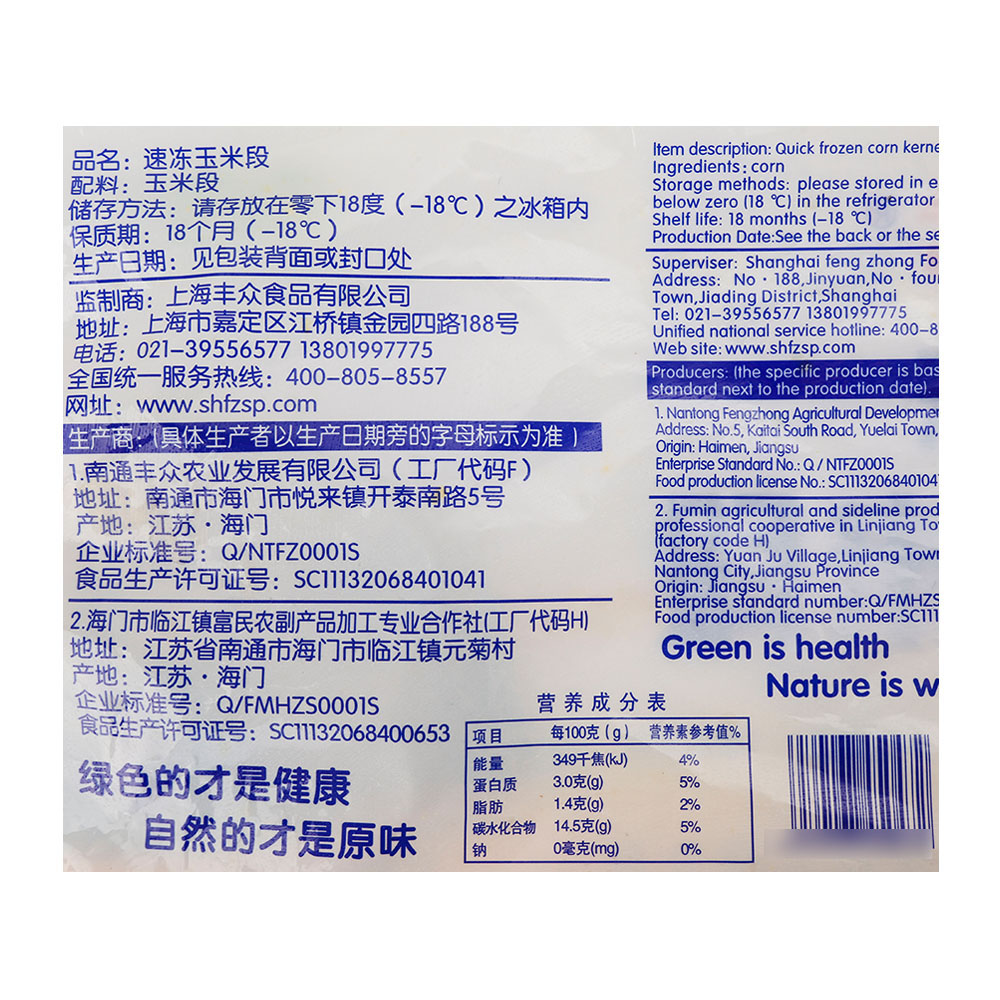 品名：速冻玉米段
配料：玉米段
储存方法：请存放在零下18度（-18℃）之冰箱内
保质期：18个月（-18℃）
生产日期：见包装背面或封口处
监制商：上海丰众食品有限公司
地址：上海市嘉定区江桥镇金园四路188号
电话：021-39556577 13801997775
全国统一服务热线：400-805-8557
网址：www.shfzsp.com
生产商：(具体生产者以生产日期旁的字母标示为准）
1.南通丰众农业发展有限公司（工厂代码F）
地址：南通市海门市悦来镇开泰南路5号
产地：江苏·海门
企业标准号：Q/NTFZ0001S
食品生产许可证号：SC11132068401041
2.海门市临江镇富民农副产品加工专业合作社(工厂代码H)
地址：江苏省南通市海门市临江镇元菊村
产地：江苏·海门
企业标准号：Q/FMHZS0001S
食品生产许可证号：SC11132068400653
绿色的才是健康
自然的才是原味
营养成分表
项目 每100克（g） 营养素参考值%
能量 349千焦(kJ) 4%
蛋白质 3.0克(g) 5%
脂肪 1.4克(g) 2%
碳水化合物 14.5克(g) 5%
钠 0毫克(mg) 0%
Item description: Quick frozen corn kerne
Ingredients: corn
Storage methods: please stored in e
below zero (18 ℃) in the refrigerator
Shelf life: 18 months (-18 ℃)
Production Date:See the back or the se
Superviser: Shanghai feng zhong Fo
Address: No·188,Jinyuan,No·four
Town,Jiading District,Shanghai
Tel: 021-39556577 13801997775
Unified national service hotline: 400-8
Web site: www.shfzsp.com
Producers: (the specific producer is bas
standard next to the production date).
1. Nantong Fengzhong Agricultural Developmen
Address: No.5, Kaitai South Road, Yuelai Town,
Origin: Haimen, Jiangsu
Enterprise Standard No.: Q / NTFZ0001S
Food production license No.: SC11132068401041
2. Fumin agricultural and sideline prod
professional cooperative in Linjiang To
(factory code H)
Address: Yuan Ju Village,Linjiang Town
Nantong City,Jiangsu Province
Origin: Jiangsu · Haimen
Enterprise standard number:Q/FMHZS
Food production license number:SC111
Green is health
Nature is w